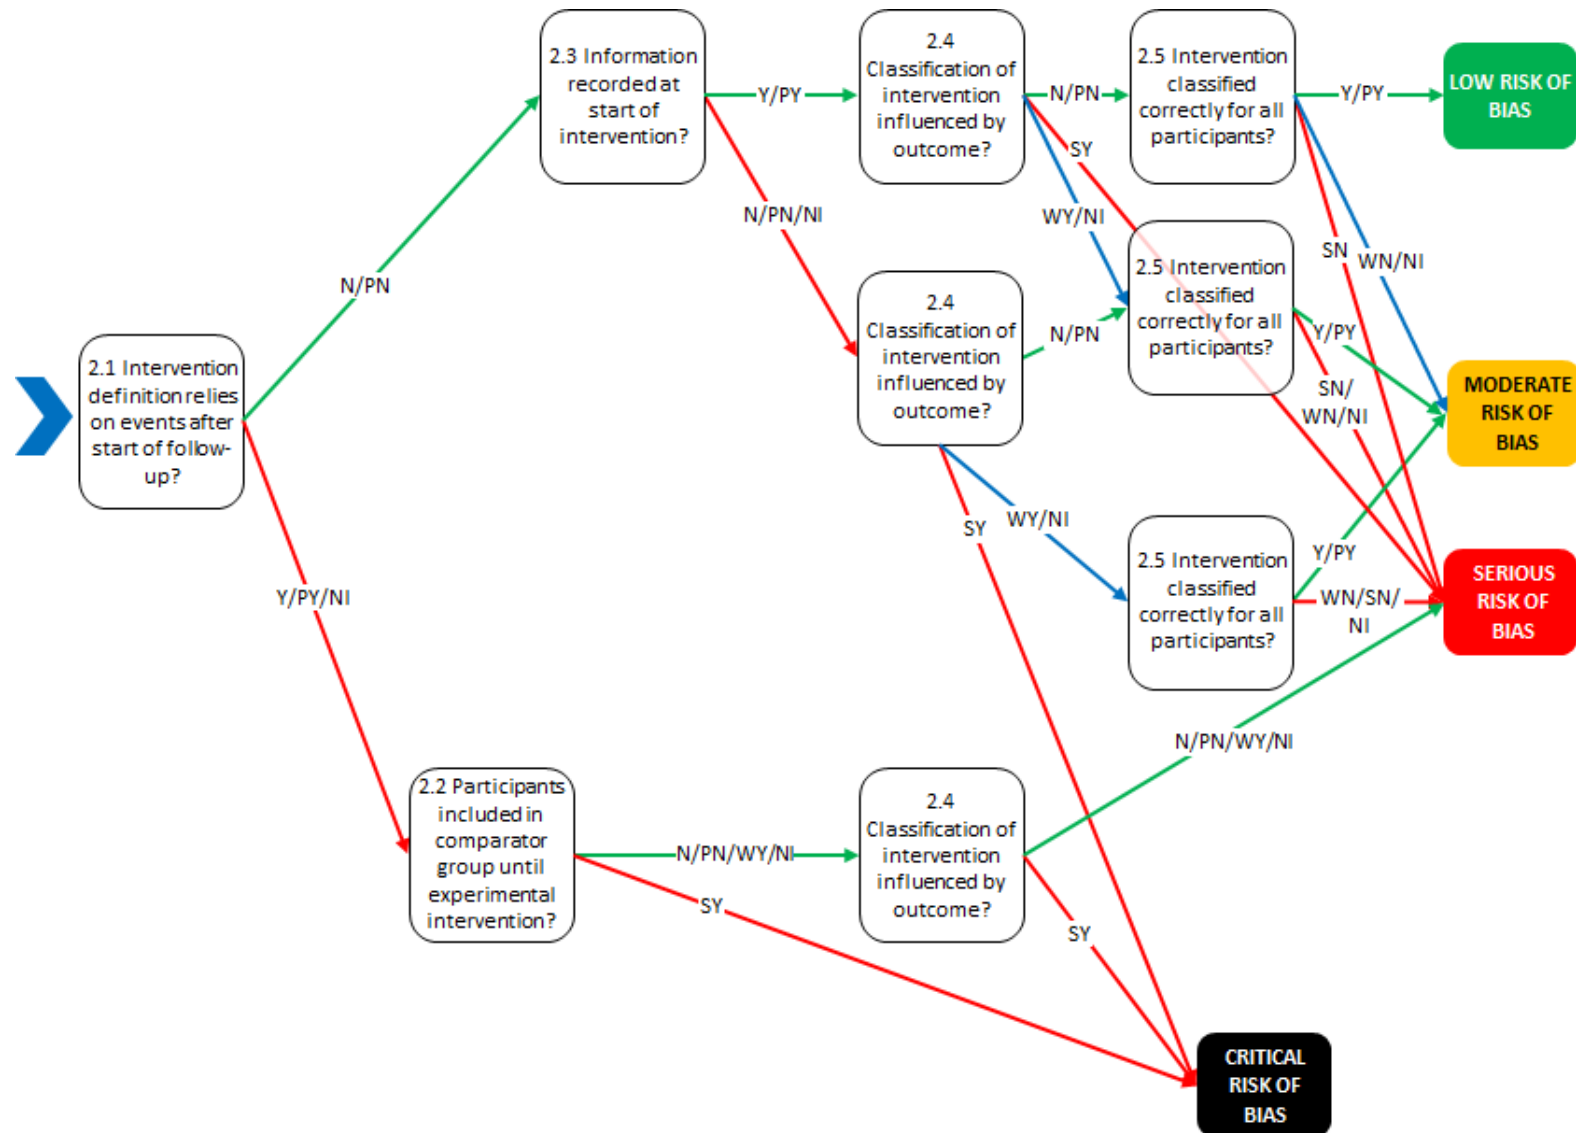 2.1 Intervention
definition relies
on events after
start of follow-
up?
N/PN
Y/PY/NI
2.3 Information
recorded at
start of
intervention?
Y/PY
N/PN/NI
2.4
Classification of
intervention
influenced by
outcome?
N/PN
SY
WY/NI
2.5 Intervention
classified
correctly for all
participants?
Y/PY
SN
WN/NI
LOW RISK OF
BIAS
2.4
Classification of
intervention
influenced by
outcome?
N/PN
WY/NI
SY
2.5 Intervention
classified
correctly for all
participants?
Y/PY
SN/
WN/NI
MODERATE
RISK OF
BIAS
2.5 Intervention
classified
correctly for all
participants?
Y/PY
WN/SN/
NI
SERIOUS
RISK OF
BIAS
2.2 Participants
included in
comparator
group until
experimental
intervention?
N/PN/WY/NI
SY
2.4
Classification of
intervention
influenced by
outcome?
N/PN/WY/NI
SY
CRITICAL
RISK OF
BIAS